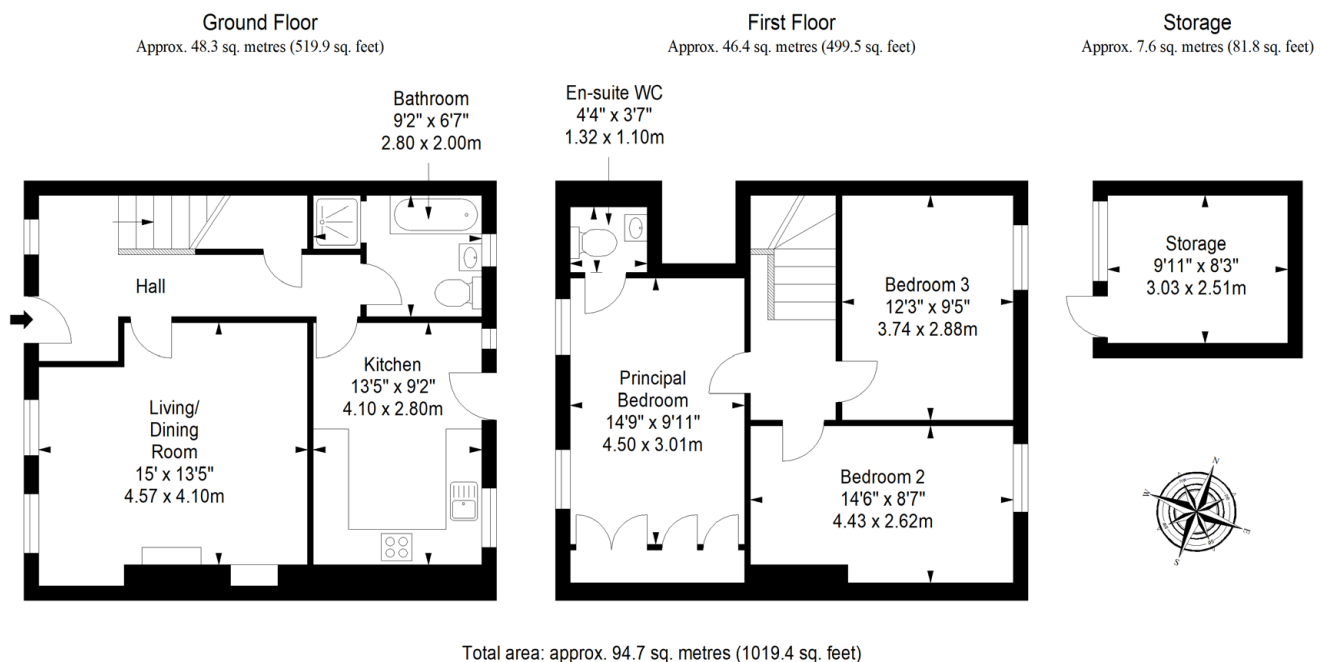 Ground Floor
Approx. 48.3 sq. metres (519.9 sq. feet)
First Floor
Approx. 46.4 sq. metres (499.5 sq. feet)
Storage
Approx. 7.6 sq. metres (81.8 sq. feet)
Bathroom
9'2" x 6'7"
2.80 x 2.00m
En-suite WC
4'4" x 3'7"
1.32 x 1.10m
Hall
Living/
Dining
Room
15' x 13'5"
4.57 x 4.10m
Kitchen
13'5" x 9'2"
4.10 x 2.80m
Principal
Bedroom
14'9" x 9'11"
4.50 x 3.01m
Bedroom 3
12'3" x 9'5"
3.74 x 2.88m
Bedroom 2
14'6" x 8'7"
4.43 x 2.62m
Storage
9'11" x 8'3"
3.03 x 2.51m
N
W
E
S
Total area: approx. 94.7 sq. metres (1019.4 sq. feet)